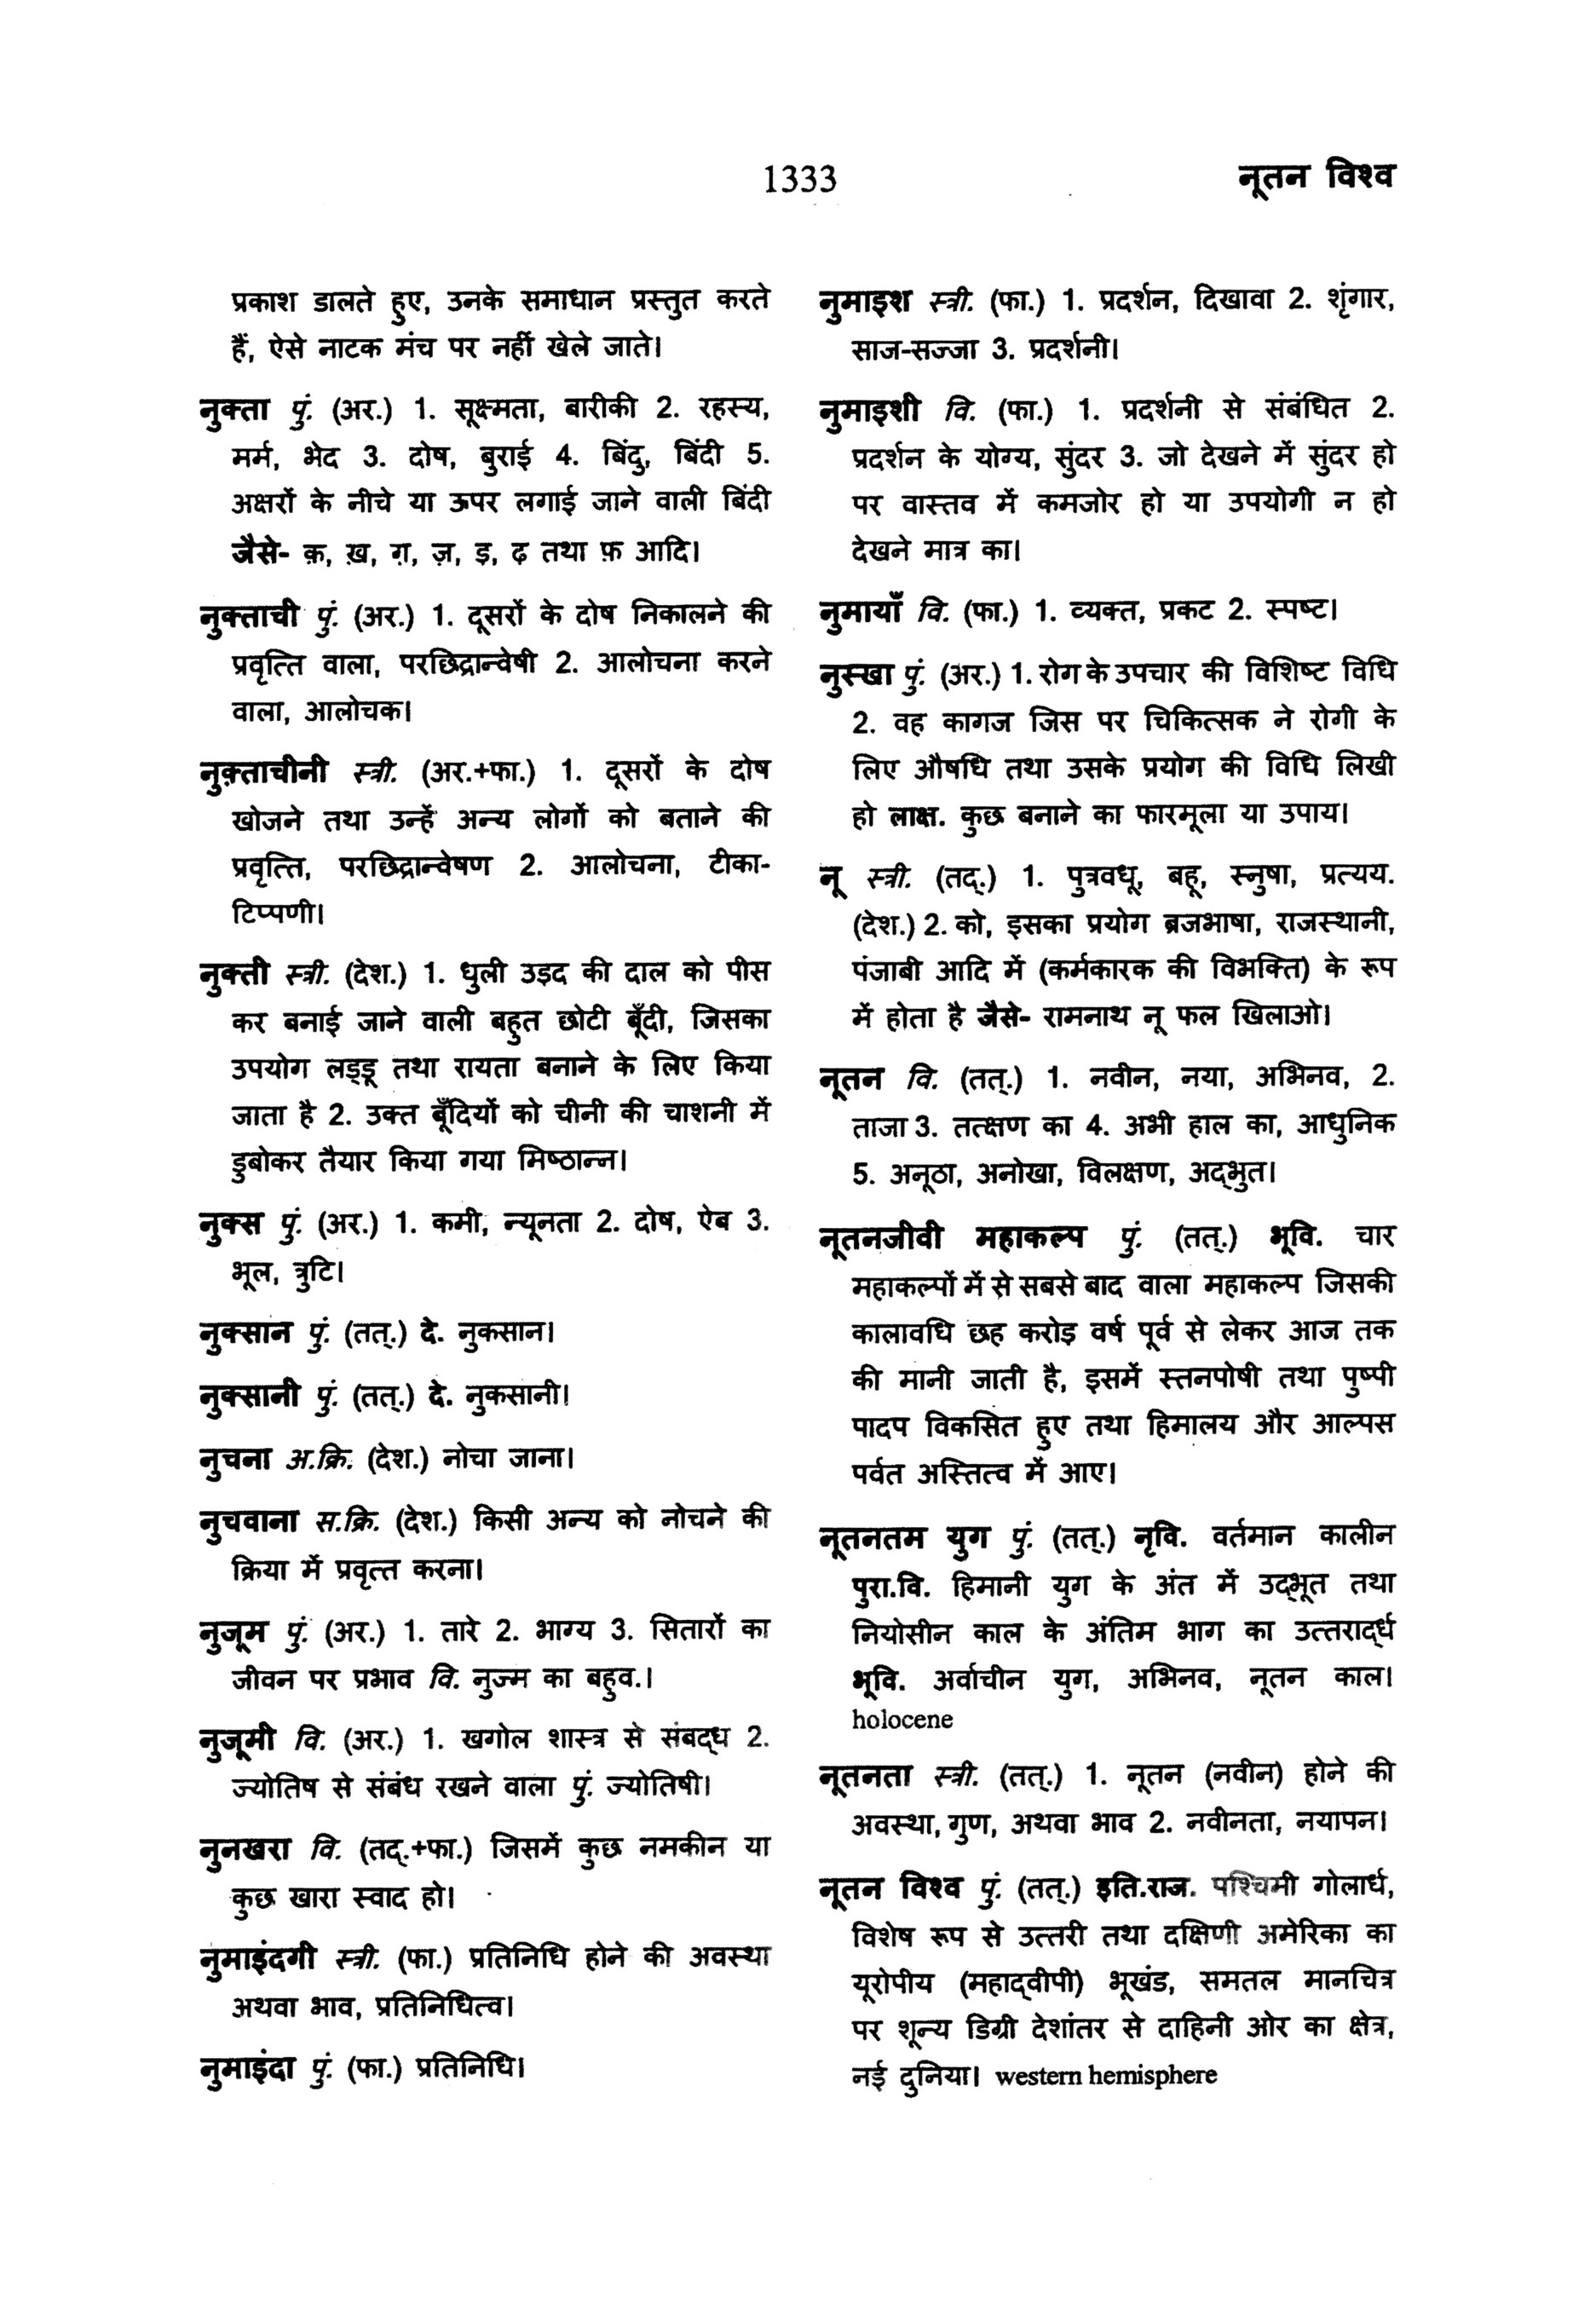 1333
नूतन विश्व
प्रकाश डालते हुए, उनके समाधान प्रस्तुत करते
हैं, ऐसे नाटक मंच पर नहीं खेले जाते।
नुक्ता पुं. (अर.) 1. सूक्ष्मता, बारीकी 2. रहस्य,
मर्म, भेद 3. दोष, बुराई 4. बिंदु, बिंदी 5.
अक्षरों के नीचे या ऊपर लगाई जाने वाली बिंदी
जैसे- क़, ख़, ग़, ज़, ड़, ढ़ तथा फ़ आदि।
नुक्ताची पुं. (अर.) 1. दूसरों के दोष निकालने की
प्रवृत्ति वाला, परछिद्रान्वेषी 2. आलोचना करने
वाला, आलोचक।
नुक़्ताचीनी स्त्री. (अर.+फा.) 1. दूसरों के दोष
खोजने तथा उन्हें अन्य लोगों को बताने की
प्रवृत्ति, परछिद्रान्वेषण 2. आलोचना, टीका-
टिप्पणी।
नुक्ती स्त्री. (देश.) 1. धुली उड़द की दाल को पीस
कर बनाई जाने वाली बहुत छोटी बूँदी, जिसका
उपयोग लड्डू तथा रायता बनाने के लिए किया
जाता है 2. उक्त बूँदियों को चीनी की चाशनी में
डुबोकर तैयार किया गया मिष्ठान्न।
नुक्स पुं. (अर.) 1. कमी, न्यूनता 2. दोष, ऐब 3.
भूल, त्रुटि।
नुक्सान पुं. (तत्.) दे. नुकसान।
नुक्सानी पुं. (तत्.) दे. नुकसानी।
नुचना अ.क्रि. (देश.) नोचा जाना।
नुचवाना स.क्रि. (देश.) किसी अन्य को नोचने की
क्रिया में प्रवृत्त करना।
नुजूम पुं. (अर.) 1. तारे 2. भाग्य 3. सितारों का
जीवन पर प्रभाव वि. नुज्म का बहुव.।
नुजूमी वि. (अर.) 1. खगोल शास्त्र से संबद्ध 2.
ज्योतिष से संबंध रखने वाला पुं. ज्योतिषी।
नुनखरा वि. (तद्.+फा.) जिसमें कुछ नमकीन या
कुछ खारा स्वाद हो।
नुमाइंदगी स्त्री. (फा.) प्रतिनिधि होने की अवस्था
अथवा भाव, प्रतिनिधित्व।
नुमाइंदा पुं. (फा.) प्रतिनिधि।
नुमाइश स्त्री. (फा.) 1. प्रदर्शन, दिखावा 2. शृंगार,
साज-सज्जा 3. प्रदर्शनी।
नुमाइशी वि. (फा.) 1. प्रदर्शनी से संबंधित 2.
प्रदर्शन के योग्य, सुंदर 3. जो देखने में सुंदर हो
पर वास्तव में कमजोर हो या उपयोगी न हो
देखने मात्र का।
नुमायाँ वि. (फा.) 1. व्यक्त, प्रकट 2. स्पष्ट।
नुस्खा पुं. (अर.) 1. रोग के उपचार की विशिष्ट विधि
2. वह कागज जिस पर चिकित्सक ने रोगी के
लिए औषधि तथा उसके प्रयोग की विधि लिखी
हो लाक्ष. कुछ बनाने का फारमूला या उपाय।
नू स्त्री. (तद्.) 1. पुत्रवधू, बहू, स्नुषा, प्रत्यय.
(देश.) 2. को, इसका प्रयोग ब्रजभाषा, राजस्थानी,
पंजाबी आदि में (कर्मकारक की विभक्ति) के रूप
में होता है जैसे- रामनाथ नू फल खिलाओ।
नूतन वि. (तत्.) 1. नवीन, नया, अभिनव, 2.
ताजा 3. तत्क्षण का 4. अभी हाल का, आधुनिक
5. अनूठा, अनोखा, विलक्षण, अद्भुत।
नूतनजीवी महाकल्प पुं. (तत्.) भूवि. चार
महाकल्पों में से सबसे बाद वाला महाकल्प जिसकी
कालावधि छह करोड़ वर्ष पूर्व से लेकर आज तक
की मानी जाती है, इसमें स्तनपोषी तथा पुष्पी
पादप विकसित हुए तथा हिमालय और आल्पस
पर्वत अस्तित्व में आए।
नूतनतम युग पुं. (तत्.) नृवि. वर्तमान कालीन
पुरा.वि. हिमानी युग के अंत में उद्भूत तथा
नियोसीन काल के अंतिम भाग का उत्तरार्द्ध
भूवि. अर्वाचीन युग, अभिनव, नूतन काल।
holocene
नूतनता स्त्री. (तत्.) 1. नूतन (नवीन) होने की
अवस्था, गुण, अथवा भाव 2. नवीनता, नयापन।
नूतन विश्व पुं. (तत्.) इति.राज. पश्चिमी गोलार्ध,
विशेष रूप से उत्तरी तथा दक्षिणी अमेरिका का
यूरोपीय (महाद्वीपी) भूखंड, समतल मानचित्र
पर शून्य डिग्री देशांतर से दाहिनी ओर का क्षेत्र,
नई दुनिया। western hemisphere